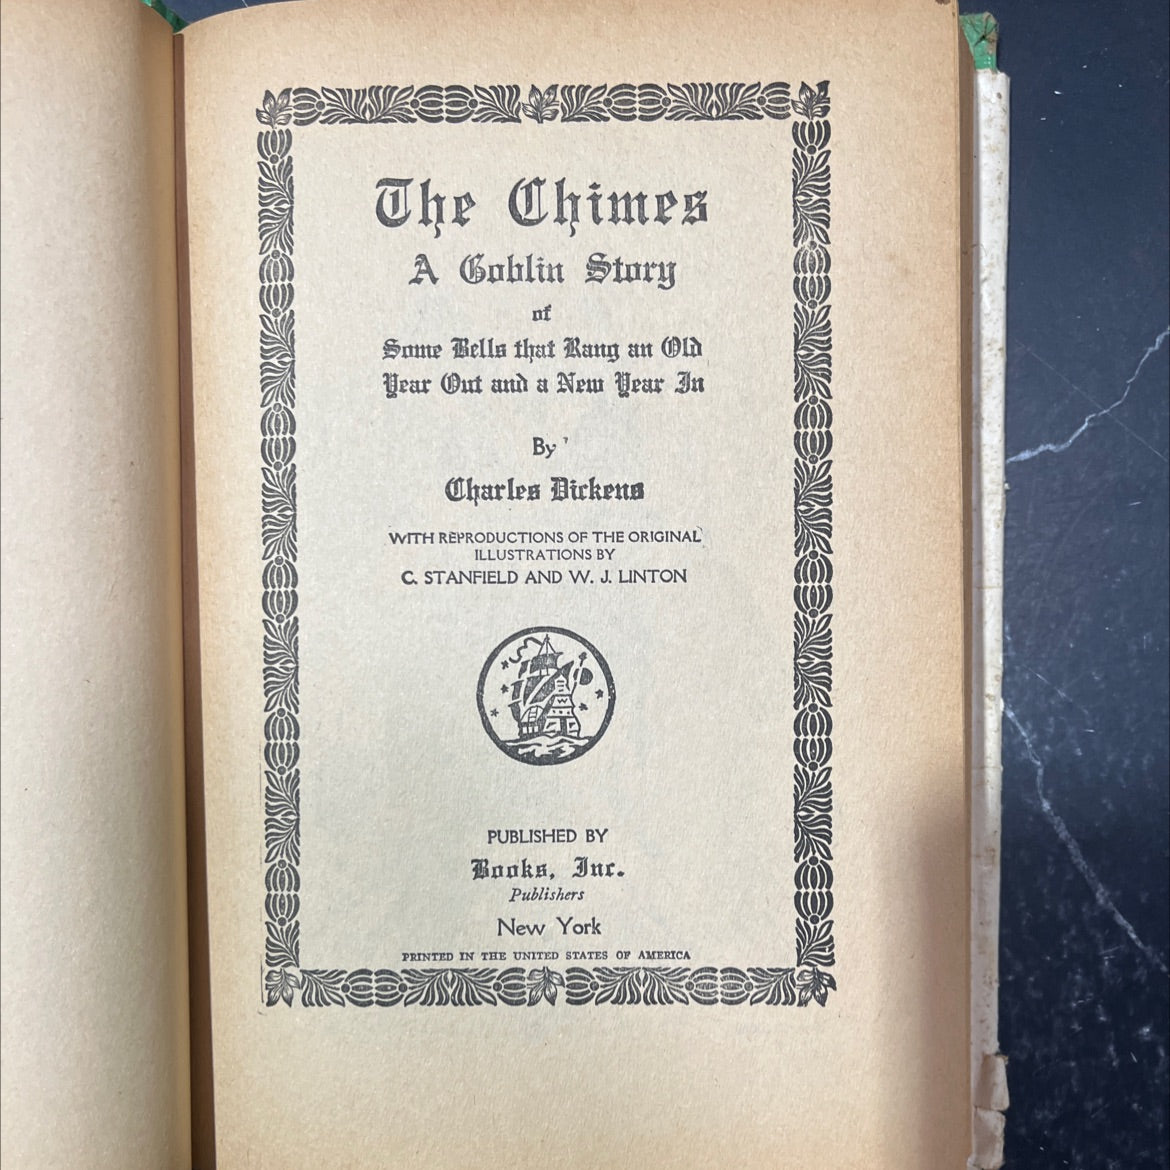 The Chimes
A Goblin Story
of
Some Bells that Rang an Old
Year Out and a New Year In
By
Charles Dickens
WITH REPRODUCTIONS OF THE ORIGINAL
ILLUSTRATIONS BY
C. STANFIELD AND W. J. LINTON
PUBLISHED BY
Books, Inc.
Publishers
New York
PRINTED IN THE UNITED STATES OF AMERICA